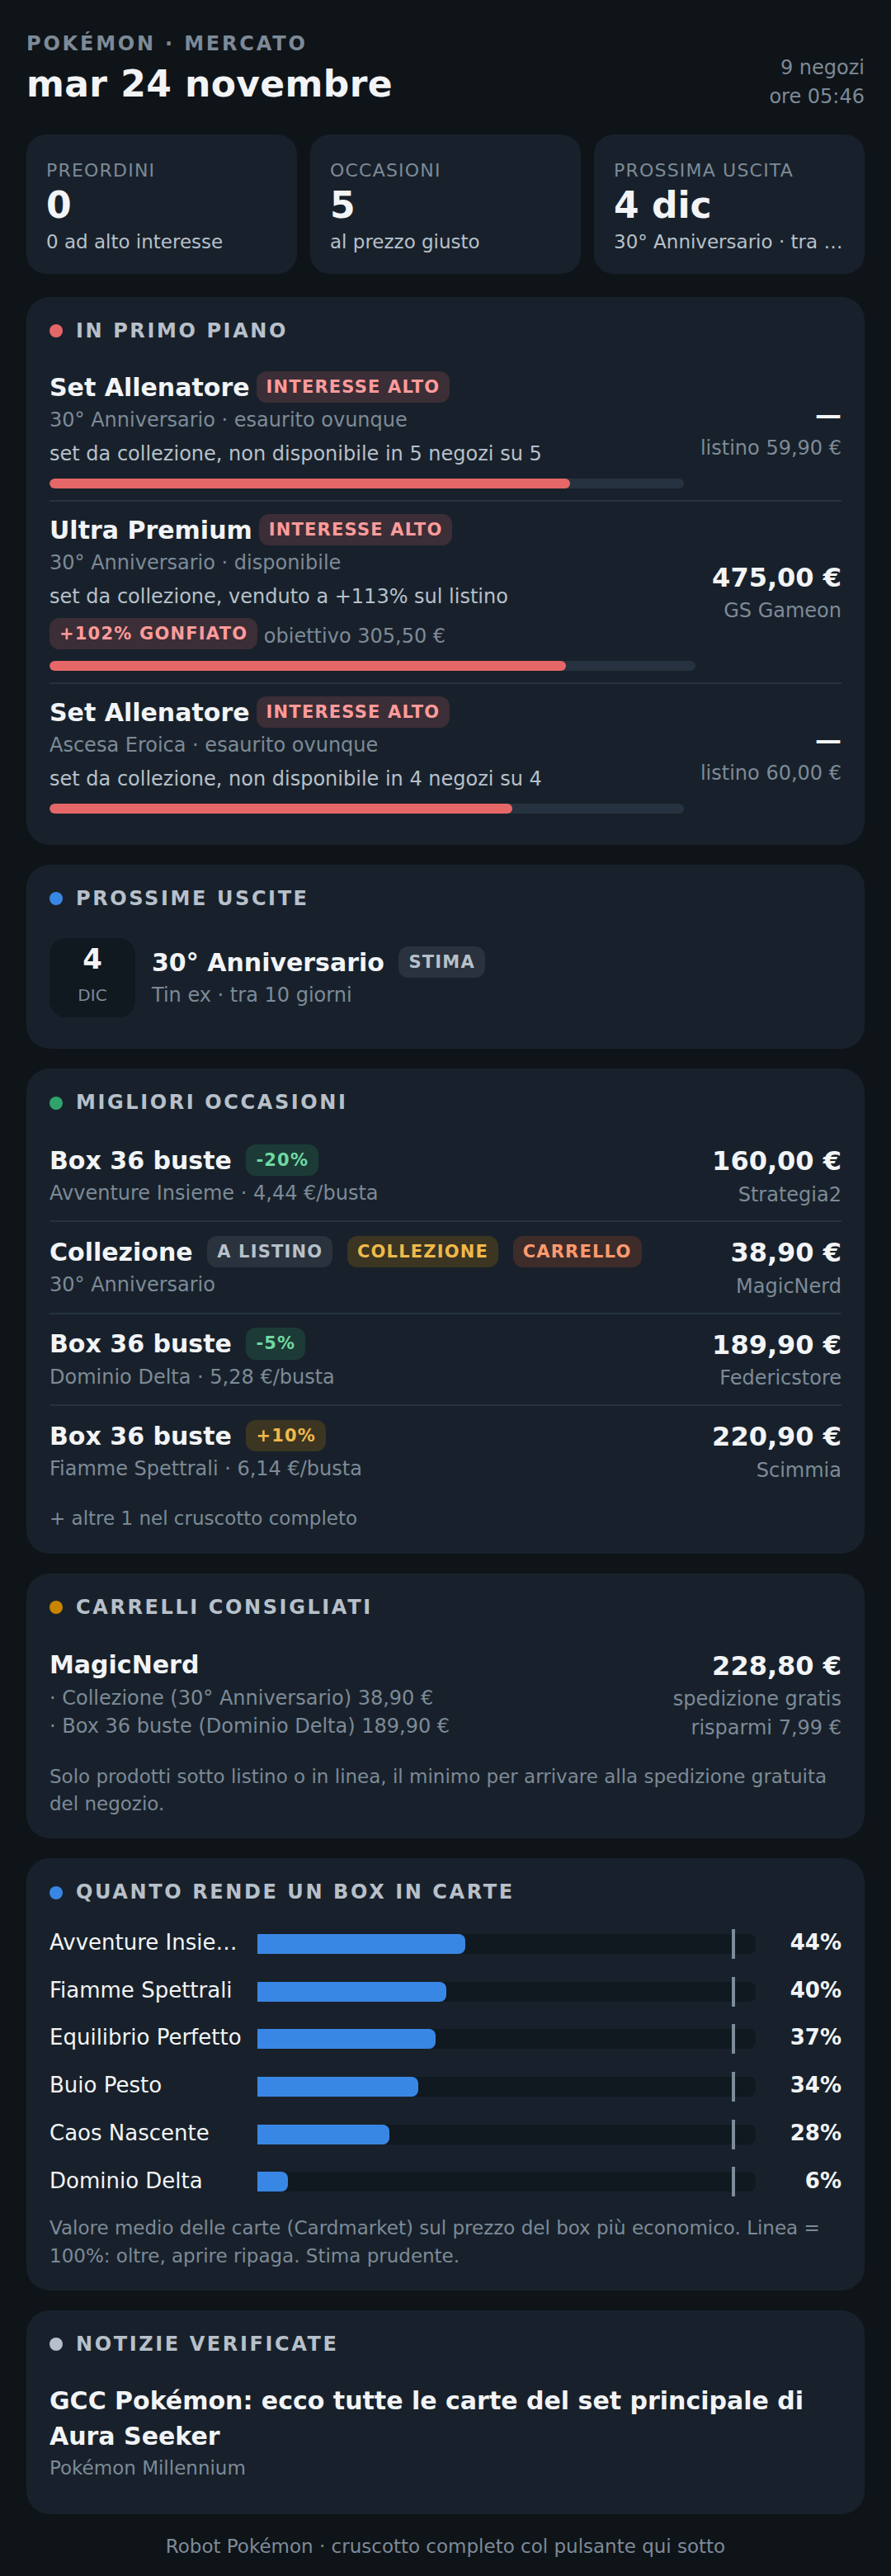 POKÉMON · MERCATO
mar 24 novembre
9 negozi
ore 05:46
PREORDINI
0
0 ad alto interesse
OCCASIONI
5
al prezzo giusto
PROSSIMA USCITA
4 dic
30° Anniversario · tra …
IN PRIMO PIANO
Set Allenatore INTERESSE ALTO
30° Anniversario · esaurito ovunque
set da collezione, non disponibile in 5 negozi su 5
—
listino 59,90 €
Ultra Premium INTERESSE ALTO
30° Anniversario · disponibile
set da collezione, venduto a +113% sul listino
+102% GONFIATO obiettivo 305,50 €
475,00 €
GS Gameon
Set Allenatore INTERESSE ALTO
Ascesa Eroica · esaurito ovunque
set da collezione, non disponibile in 4 negozi su 4
—
listino 60,00 €
PROSSIME USCITE
4
DIC
30° Anniversario STIMA
Tin ex · tra 10 giorni
MIGLIORI OCCASIONI
Box 36 buste -20%
Avventure Insieme · 4,44 €/busta
160,00 €
Strategia2
Collezione A LISTINO COLLEZIONE CARRELLO
30° Anniversario
38,90 €
MagicNerd
Box 36 buste -5%
Dominio Delta · 5,28 €/busta
189,90 €
Federicstore
Box 36 buste +10%
Fiamme Spettrali · 6,14 €/busta
220,90 €
Scimmia
+ altre 1 nel cruscotto completo
CARRELLI CONSIGLIATI
MagicNerd
· Collezione (30° Anniversario) 38,90 €
· Box 36 buste (Dominio Delta) 189,90 €
228,80 €
spedizione gratis
risparmi 7,99 €
Solo prodotti sotto listino o in linea, il minimo per arrivare alla spedizione gratuita
del negozio.
QUANTO RENDE UN BOX IN CARTE
Avventure Insie… 44%
Fiamme Spettrali 40%
Equilibrio Perfetto 37%
Buio Pesto 34%
Caos Nascente 28%
Dominio Delta 6%
Valore medio delle carte (Cardmarket) sul prezzo del box più economico. Linea =
100%: oltre, aprire ripaga. Stima prudente.
NOTIZIE VERIFICATE
GCC Pokémon: ecco tutte le carte del set principale di
Aura Seeker
Pokémon Millennium
Robot Pokémon · cruscotto completo col pulsante qui sotto